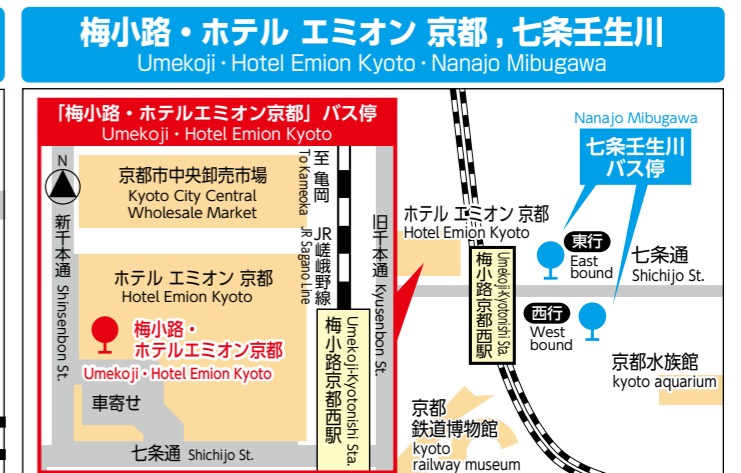 梅小路・ホテル エミオン 京都 , 七条壬生川
Umekoji · Hotel Emion Kyoto · Nanajo Mibugawa
「梅小路・ホテルエミオン京都」バス停
Umekoji · Hotel Emion Kyoto
N
京都市中央卸売市場
Kyoto City Central
Wholesale Market
至 亀岡
To Kameoka
JR嵯峨野線
JR Sagano Line
新千本通 Shinsenbon St.
旧千本通 Kyusenbon St.
ホテル エミオン 京都
Hotel Emion Kyoto
梅小路・
ホテルエミオン京都
Umekoji · Hotel Emion Kyoto
車寄せ
Umekoji-Kyotonishi Sta.
梅小路京都西駅
七条通 Shichijo St.
Nanajo Mibugawa
七条壬生川
バス停
ホテル エミオン 京都
Hotel Emion Kyoto
Umekoji-Kyotonishi Sta.
梅小路京都西駅
東行
East
bound
七条通
Shichijo St.
西行
West
bound
京都水族館
kyoto aquarium
京都
鉄道博物館
kyoto
railway museum